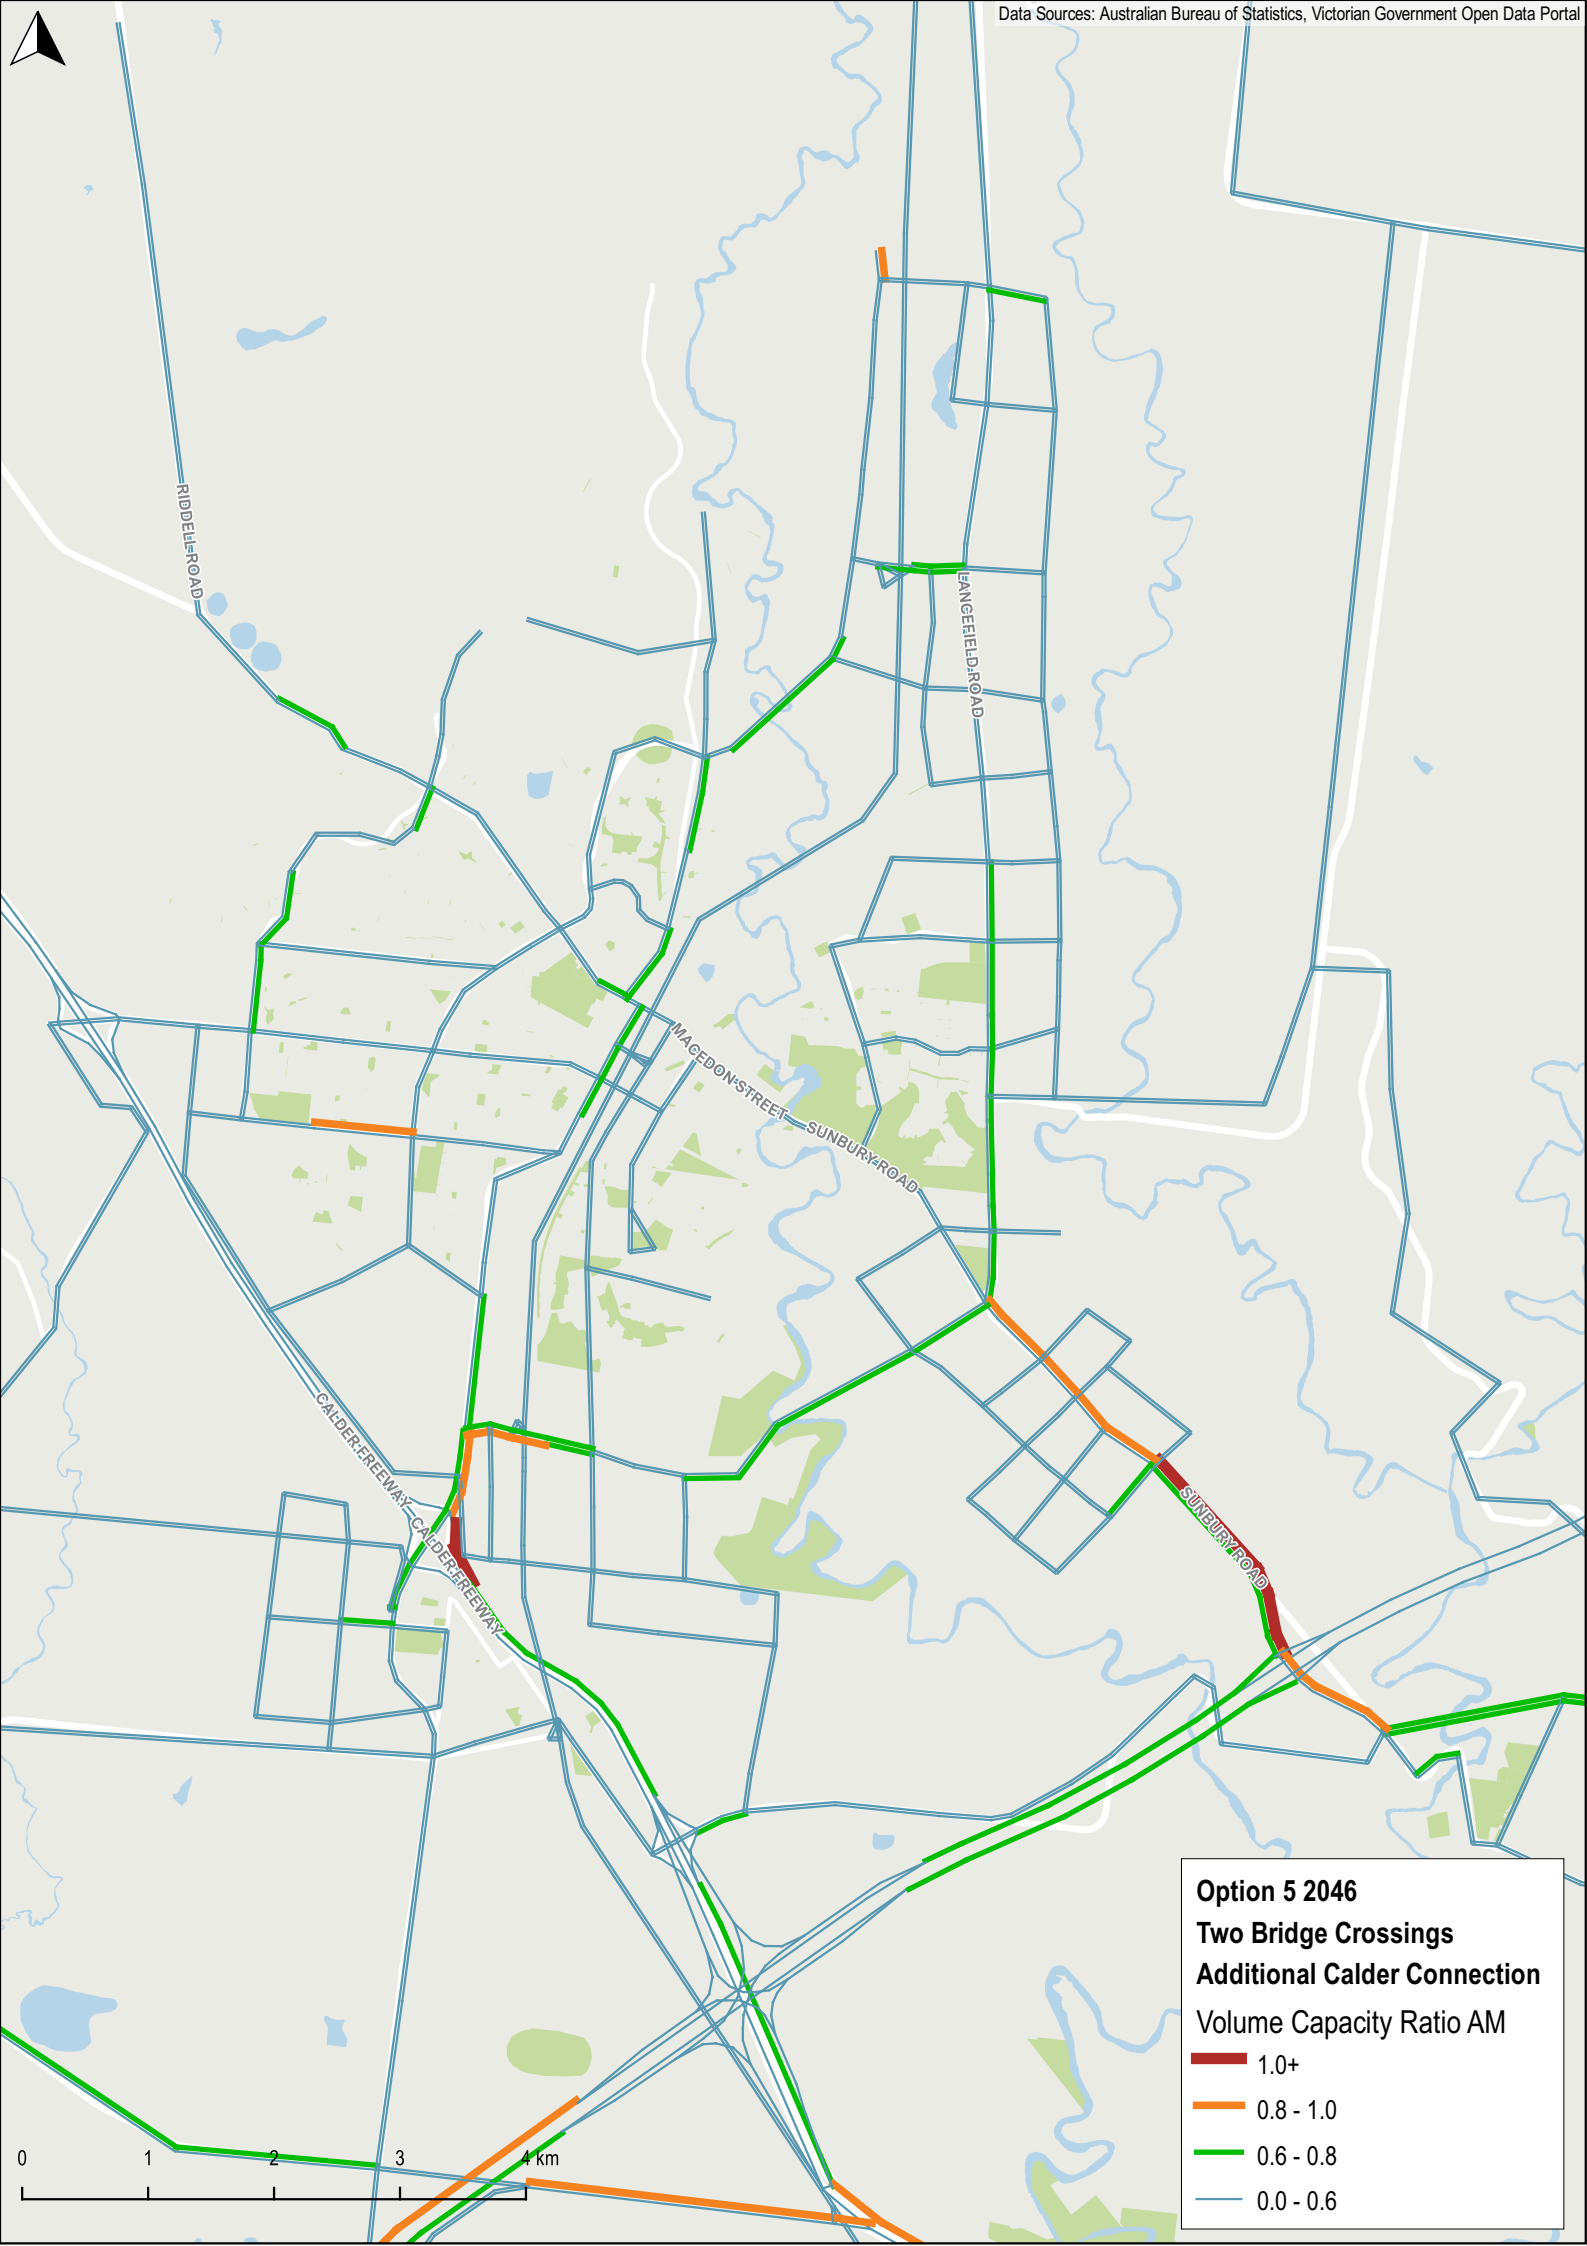 Data Sources: Australian Bureau of Statistics, Victorian Government Open Data Portal
RIDDELL ROAD
LANCEFIELD ROAD
MACEDON STREET
SUNBURY ROAD
CALDER FREEWAY
CALDER FREEWAY
SUNBURY ROAD
Option 5 2046
Two Bridge Crossings
Additional Calder Connection
Volume Capacity Ratio AM
1.0+
0.8 - 1.0
0.6 - 0.8
0.0 - 0.6
0 1 2 3 4 km